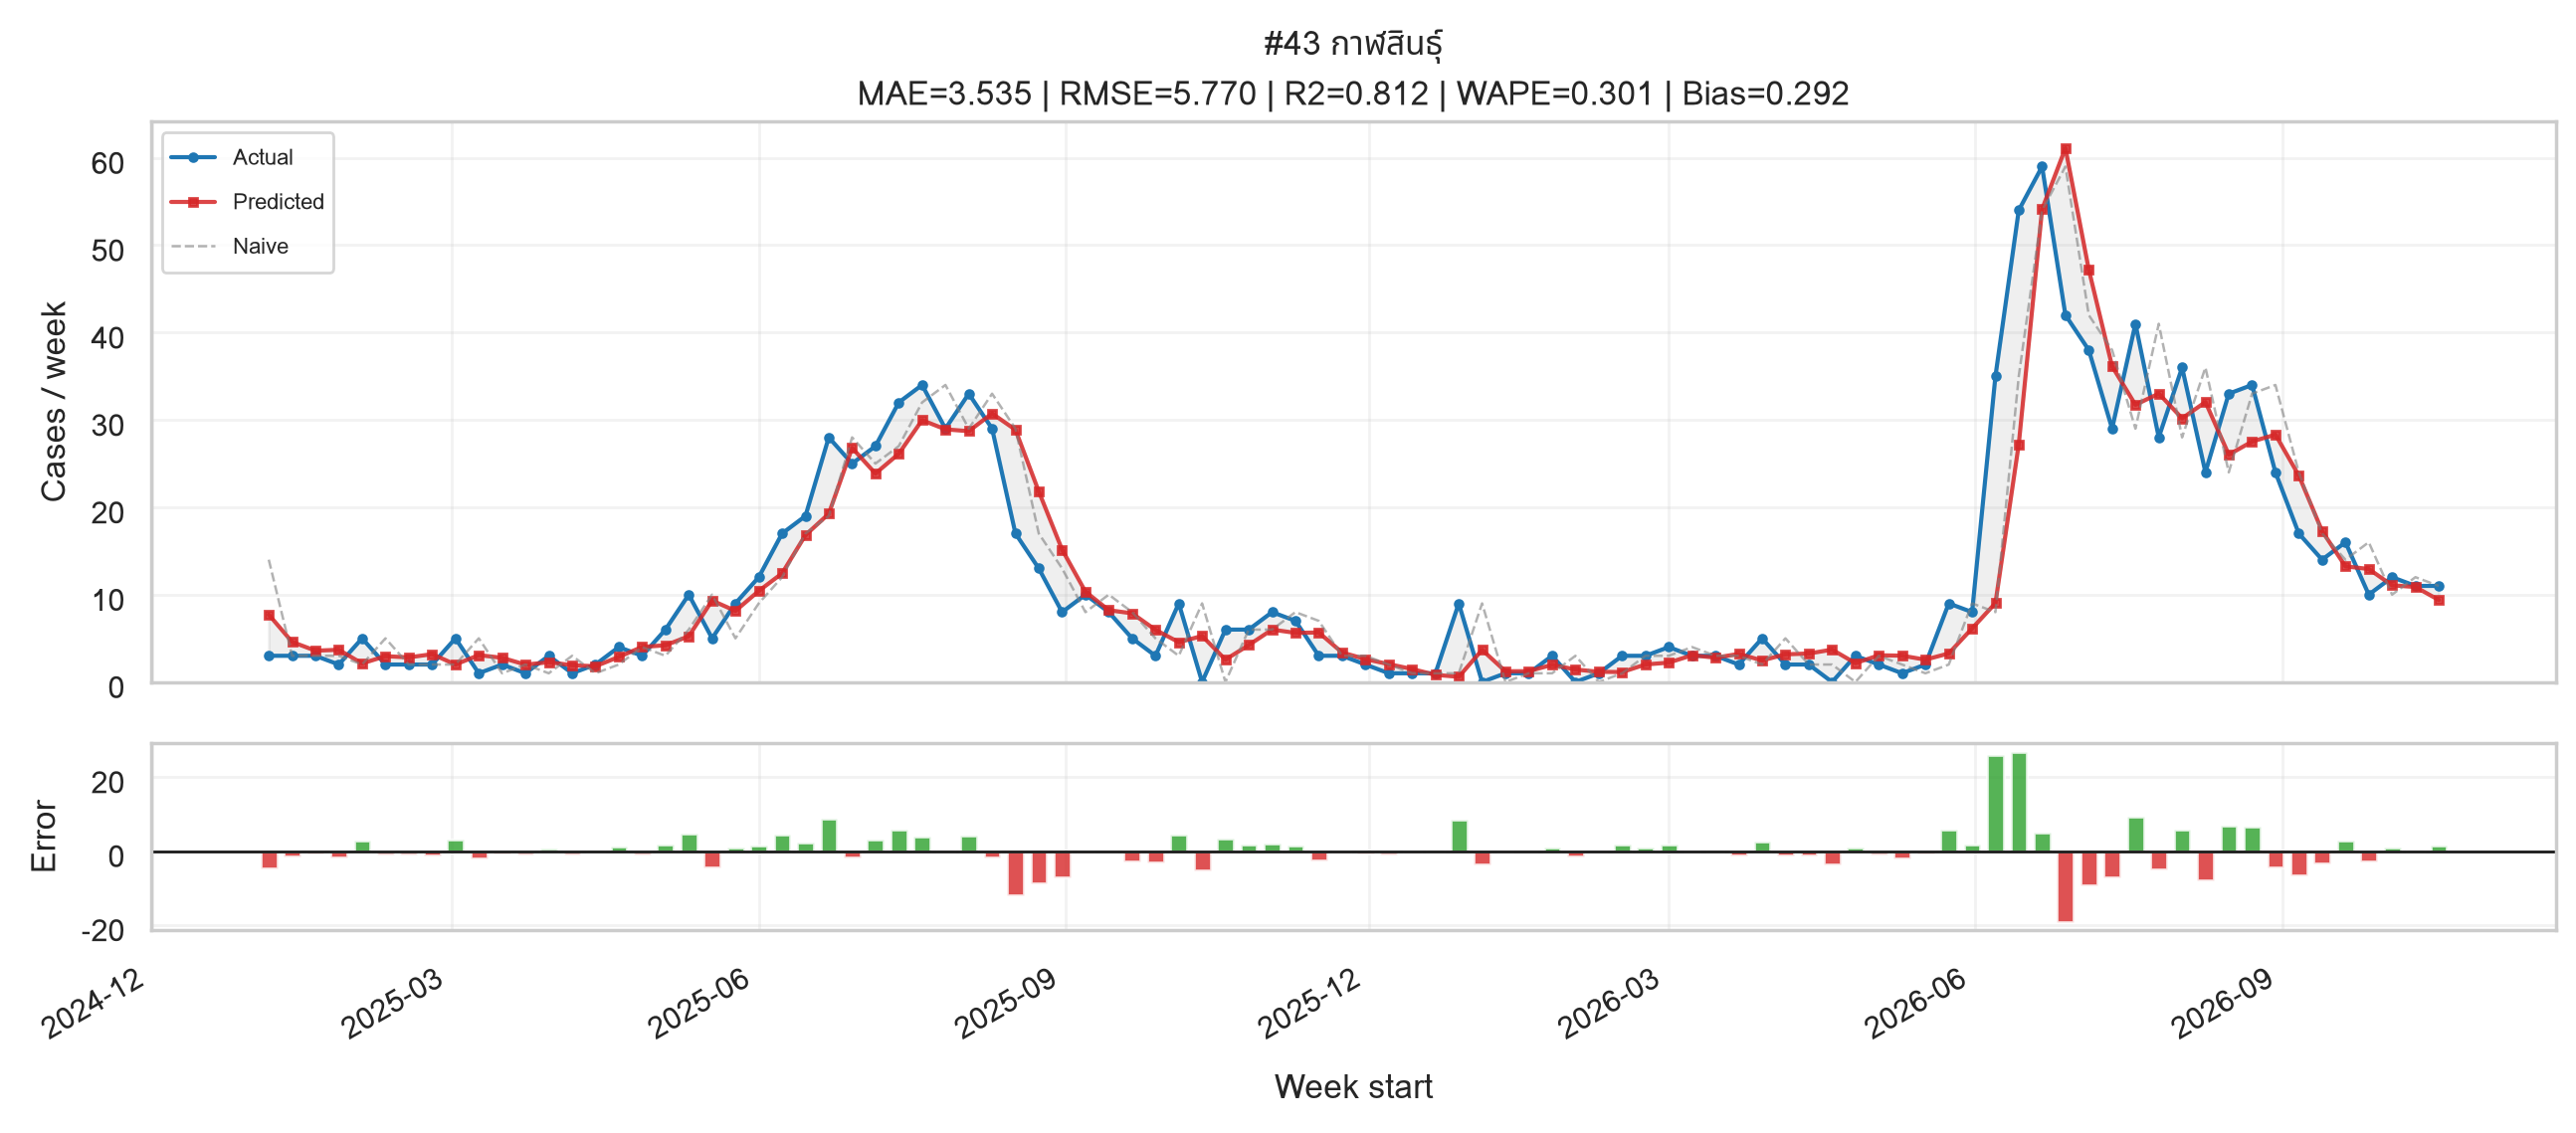 #43 กาฬสินธุ์
MAE=3.535 | RMSE=5.770 | R2=0.812 | WAPE=0.301 | Bias=0.292
Actual
Predicted
Naive
Cases / week
60
50
40
30
20
10
0
Error
20
0
-20
2024-12
2025-03
2025-06
2025-09
2025-12
2026-03
2026-06
2026-09
Week start